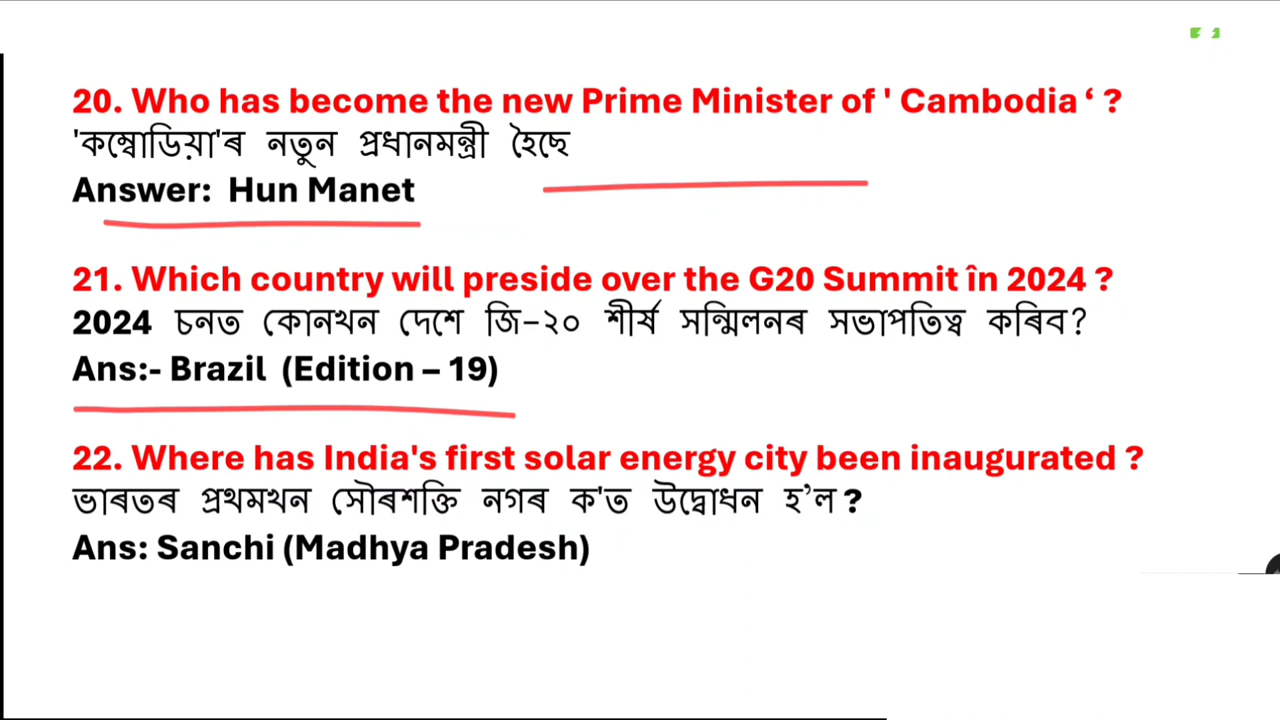 20. Who has become the new Prime Minister of ' Cambodia ‘ ?
'কম্বোডিয়া'ৰ নতুন প্ৰধানমন্ত্ৰী হৈছে
Answer: Hun Manet
21. Which country will preside over the G20 Summit în 2024 ?
2024 চনত কোনখন দেশে জি–২০ শীৰ্ষ সন্মিলনৰ সভাপতিত্ব কৰিব?
Ans:- Brazil (Edition – 19)
22. Where has India's first solar energy city been inaugurated ?
ভাৰতৰ প্ৰথমখন সৌৰশক্তি নগৰ ক'ত উদ্বোধন হ’ল ?
Ans: Sanchi (Madhya Pradesh)